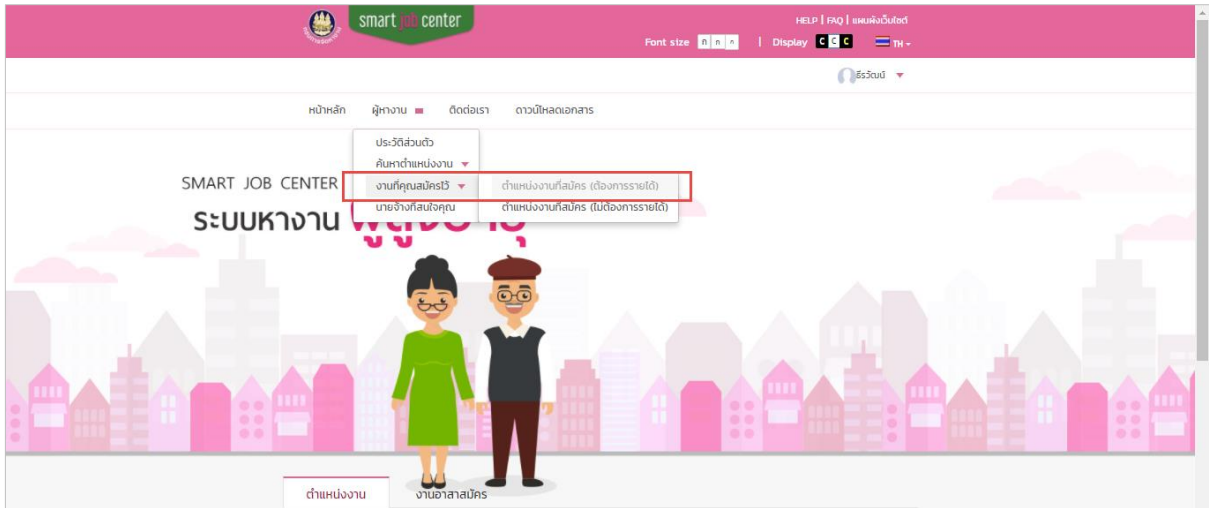 smart job center
HELP | FAQ | แผนผังเว็บไซต์
Font size ก ก ก | Display C C C TH
ธีรวัฒน์
หน้าหลัก ผู้หางาน ติดต่อเรา ดาวน์โหลดเอกสาร
ประวัติส่วนตัว
ค้นหาตำแหน่งงาน
SMART JOB CENTER
งานที่คุณสมัครไว้ ตำแหน่งงานที่สมัคร (ต้องการรายได้)
นายจ้างที่สนใจคุณ ตำแหน่งงานที่สมัคร (ไม่ต้องการรายได้)
ระบบหางาน ผู้สูงอายุ
ตำแหน่งงาน งานอาสาสมัคร